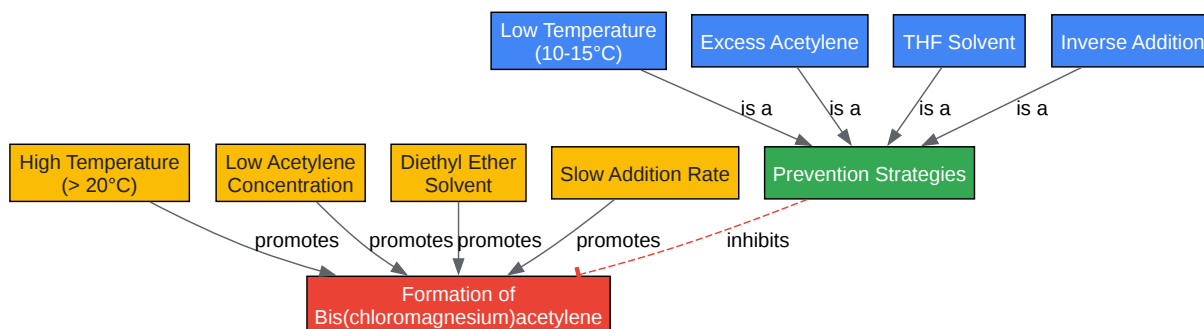 Low Temperature
(10-15°C)
Excess Acetylene
THF Solvent
Inverse Addition
is a
is a
is a
is a
High Temperature
(> 20°C)
Low Acetylene
Concentration
Diethyl Ether
Solvent
Slow Addition Rate
Prevention Strategies
promotes
promotes
promotes
promotes
inhibits
Formation of
Bis(chloromagnesium)acetylene